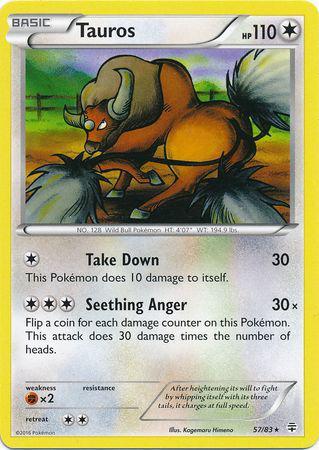 BASIC
Tauros
HP 110
NO. 128 Wild Bull Pokémon HT: 4'07" WT: 194.9 lbs.
Take Down 30
This Pokémon does 10 damage to itself.
Seething Anger 30×
Flip a coin for each damage counter on this Pokémon.
This attack does 30 damage times the number of
heads.
weakness resistance
×2
retreat
After heightening its will to fight
by whipping itself with its three
tails, it charges at full speed.
Illus. Kagemaru Himeno
57/83★
©2016 Pokémon